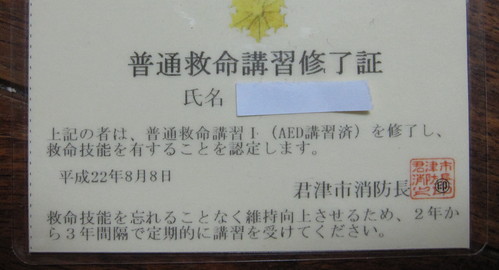 普通救命講習修了証
氏名
上記の者は、普通救命講習Ⅰ（AED講習済）を修了し、
救命技能を有することを認定します。
平成22年8月8日
君津市消防長
救命技能を忘れることなく維持向上させるため、２年か
ら３年間隔で定期的に講習を受けてください。